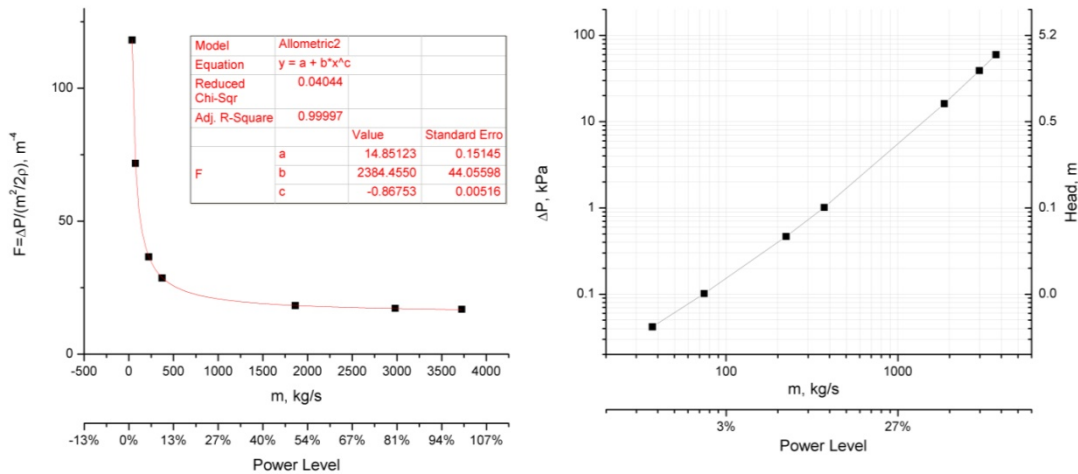 F=ΔP/(m²/2ρ), m⁻⁴
100
50
0
Model Allometric2
Equation y = a + b*x^c
Reduced Chi-Sqr 0.04044
Adj. R-Square 0.99997
Value Standard Erro
F a 14.85123 0.15145
b 2384.4550 44.05598
c -0.86753 0.00516
-500 0 500 1000 1500 2000 2500 3000 3500 4000
m, kg/s
-13% 0% 13% 27% 40% 54% 67% 81% 94% 107%
Power Level
ΔP, kPa
100
10
1
0.1
5.2
0.5
0.1
0.0
Head, m
100 1000
m, kg/s
3% 27%
Power Level